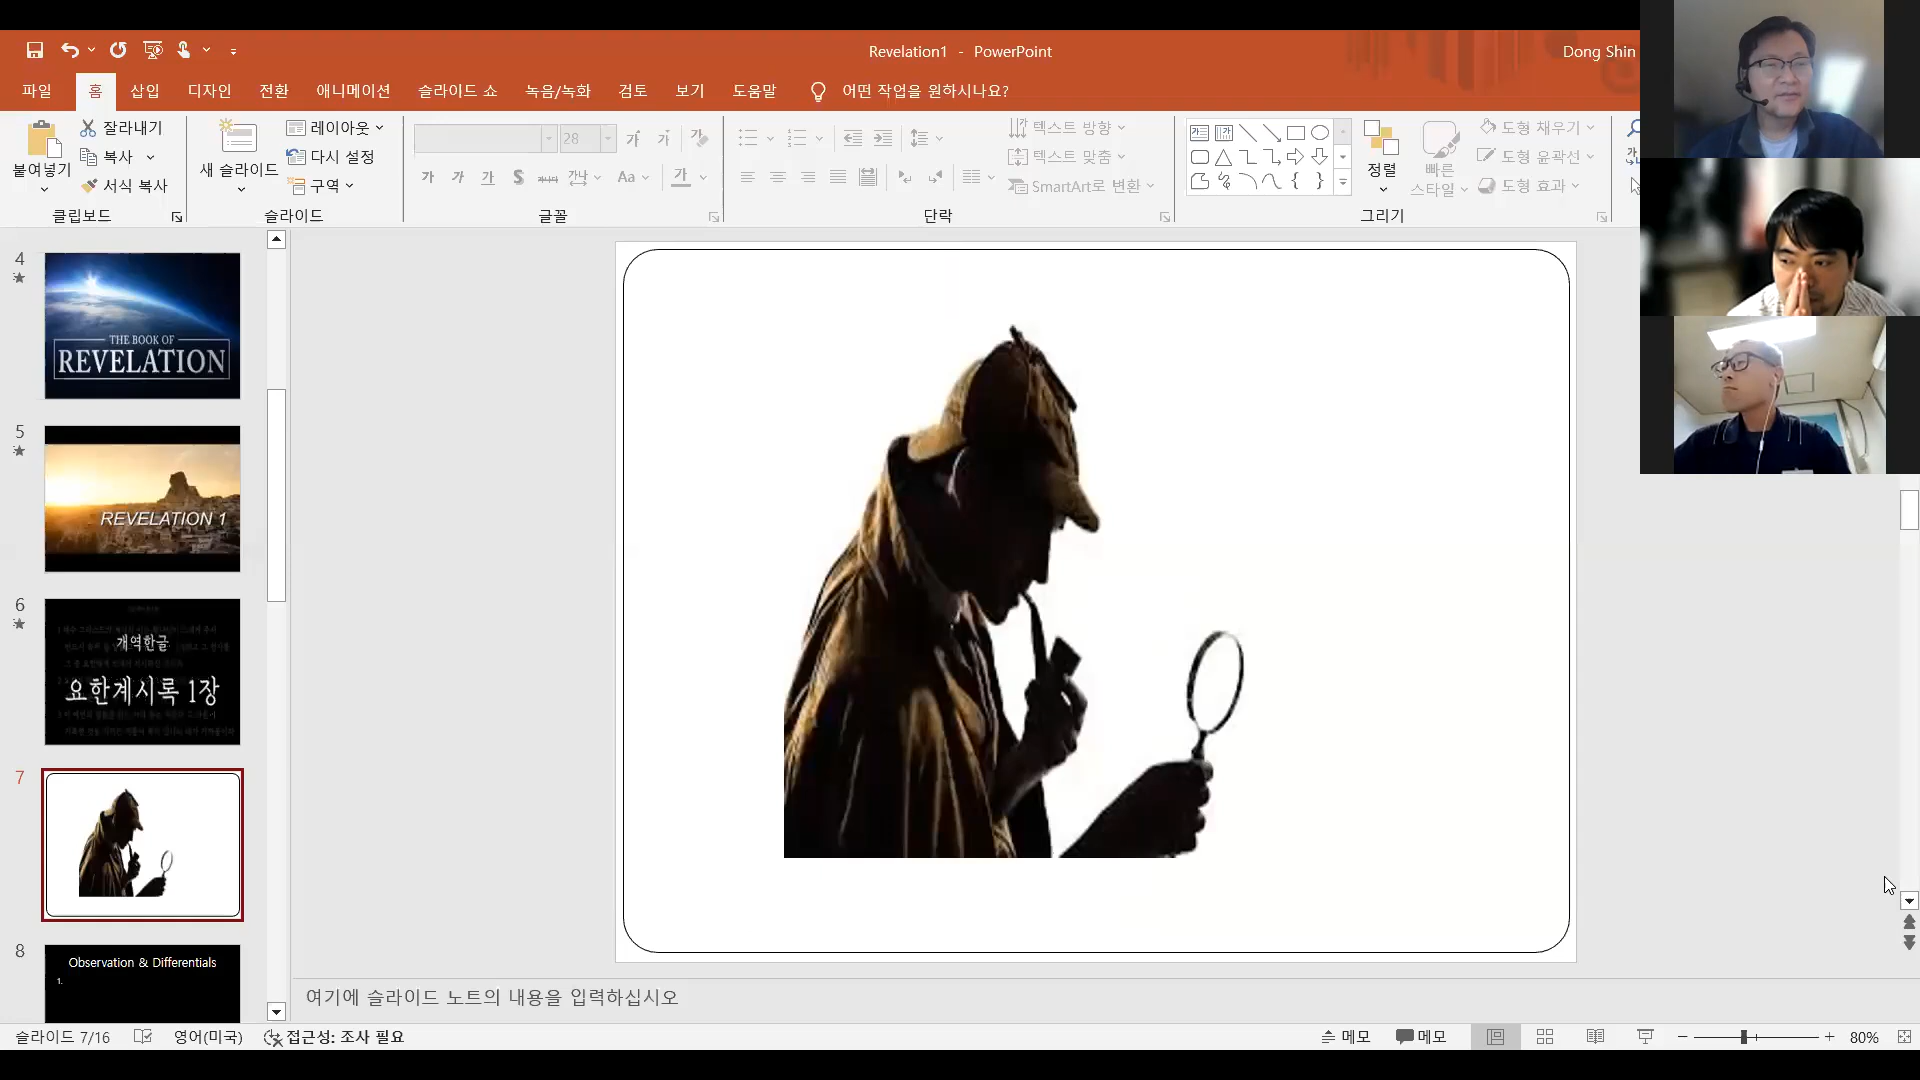 Revelation1 - PowerPoint
Dong Shin
파일 홈 삽입 디자인 전환 애니메이션 슬라이드 쇼 녹음/녹화 검토 보기 도움말 어떤 작업을 원하시나요?
붙여넣기
잘라내기
복사
서식 복사
클립보드
새 슬라이드
레이아웃
다시 설정
구역
슬라이드
28
가 가 가 S 간나 Aa 가
글꼴
텍스트 방향
텍스트 맞춤
SmartArt로 변환
단락
정렬
빠른
스타일
도형 채우기
도형 윤곽선
도형 효과
그리기
4
THE BOOK OF
REVELATION
5
REVELATION 1
6
개역한글
요한계시록 1장
7
8
Observation & Differentials
1.
여기에 슬라이드 노트의 내용을 입력하십시오
슬라이드 7/16 영어(미국) 접근성: 조사 필요 메모 메모 80%